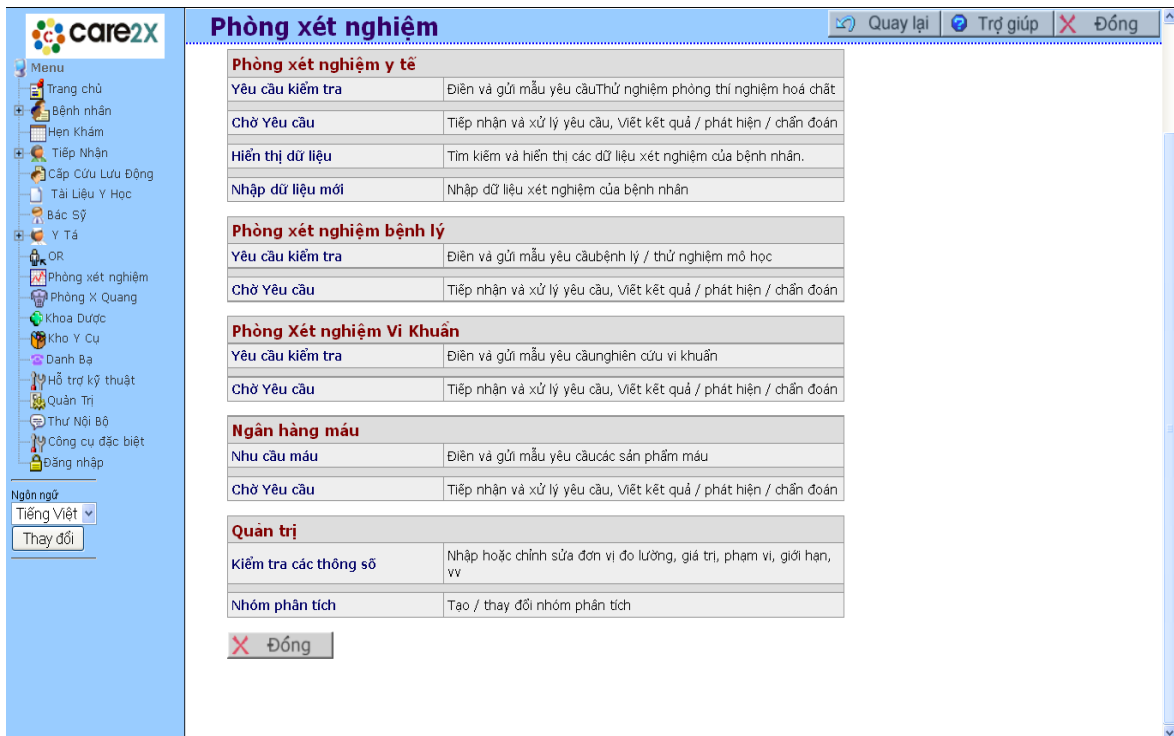 care2x
Phòng xét nghiệm
Quay lại
Trợ giúp
Đóng
Menu
Trang chủ
Bệnh nhân
Hẹn Khám
Tiếp Nhận
Cấp Cứu Lưu Động
Tài Liệu Y Học
Bác Sỹ
Y Tá
OR
Phòng xét nghiệm
Phòng X Quang
Khoa Dược
Kho Y Cụ
Danh Bạ
Hỗ trợ kỹ thuật
Quản Trị
Thư Nội Bộ
Công cụ đặc biệt
Đăng nhập
Ngôn ngữ
Tiếng Việt
Thay đổi
Phòng xét nghiệm y tế
Yêu cầu kiểm tra Điền và gửi mẫu yêu cầuThử nghiệm phòng thí nghiệm hoá chất
Chờ Yêu cầu Tiếp nhận và xử lý yêu cầu, Viết kết quả / phát hiện / chẩn đoán
Hiển thị dữ liệu Tìm kiếm và hiển thị các dữ liệu xét nghiệm của bệnh nhân.
Nhập dữ liệu mới Nhập dữ liệu xét nghiệm của bệnh nhân
Phòng xét nghiệm bệnh lý
Yêu cầu kiểm tra Điền và gửi mẫu yêu cầubệnh lý / thử nghiệm mô học
Chờ Yêu cầu Tiếp nhận và xử lý yêu cầu, Viết kết quả / phát hiện / chẩn đoán
Phòng Xét nghiệm Vi Khuẩn
Yêu cầu kiểm tra Điền và gửi mẫu yêu cầunghiên cứu vi khuẩn
Chờ Yêu cầu Tiếp nhận và xử lý yêu cầu, Viết kết quả / phát hiện / chẩn đoán
Ngân hàng máu
Nhu cầu máu Điền và gửi mẫu yêu cầucác sản phẩm máu
Chờ Yêu cầu Tiếp nhận và xử lý yêu cầu, Viết kết quả / phát hiện / chẩn đoán
Quản trị
Kiểm tra các thông số Nhập hoặc chỉnh sửa đơn vị đo lường, giá trị, phạm vi, giới hạn,
vv
Nhóm phân tích Tạo / thay đổi nhóm phân tích
Đóng